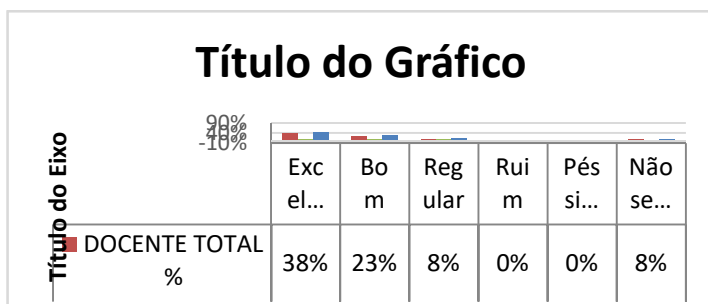 Título do Gráfico
Título do Eixo
90%
40%
-10%
Exc
el...
Bo
m
Reg
ular
Rui
m
Pés
si...
Não
se...
DOCENTE TOTAL
%
38%
23%
8%
0%
0%
8%